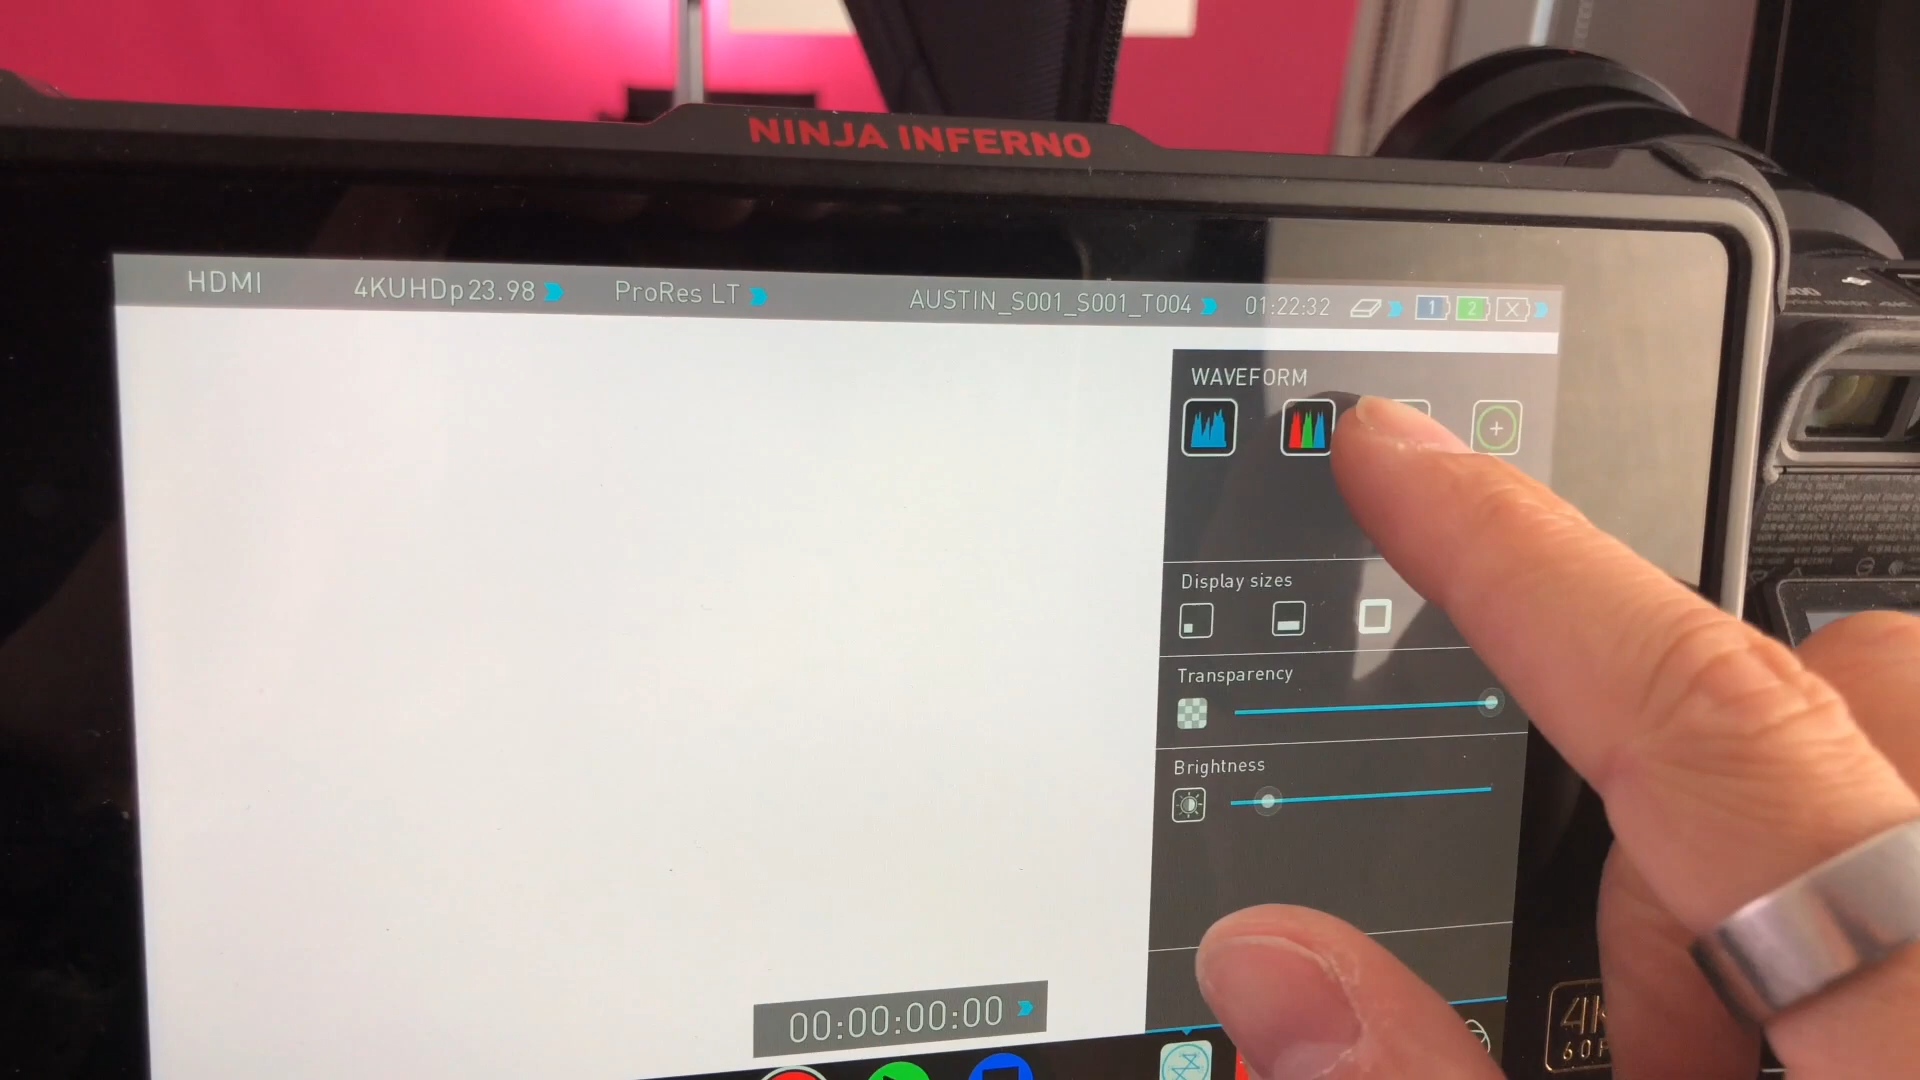 NINJA INFERNO
HDMI 4KUHDp23.98 ProRes LT AUSTIN_S001_S001_T004 01:22:32 1 2 X
WAVEFORM
Display sizes
Transparency
Brightness
00:00:00:00